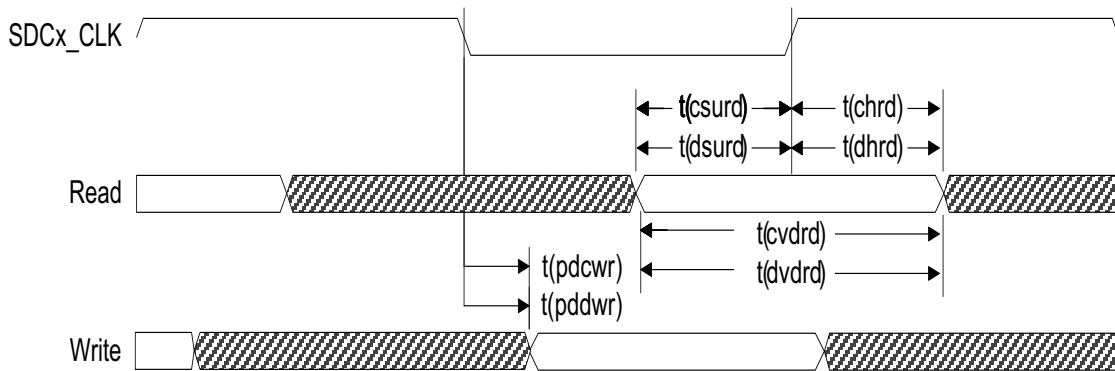 SDCx_CLK
t(csurd) t(chrd)
t(dsurd) t(dhrd)
Read
t(cvdrd)
t(pdcwr) t(dvdrd)
t(pddwr)
Write